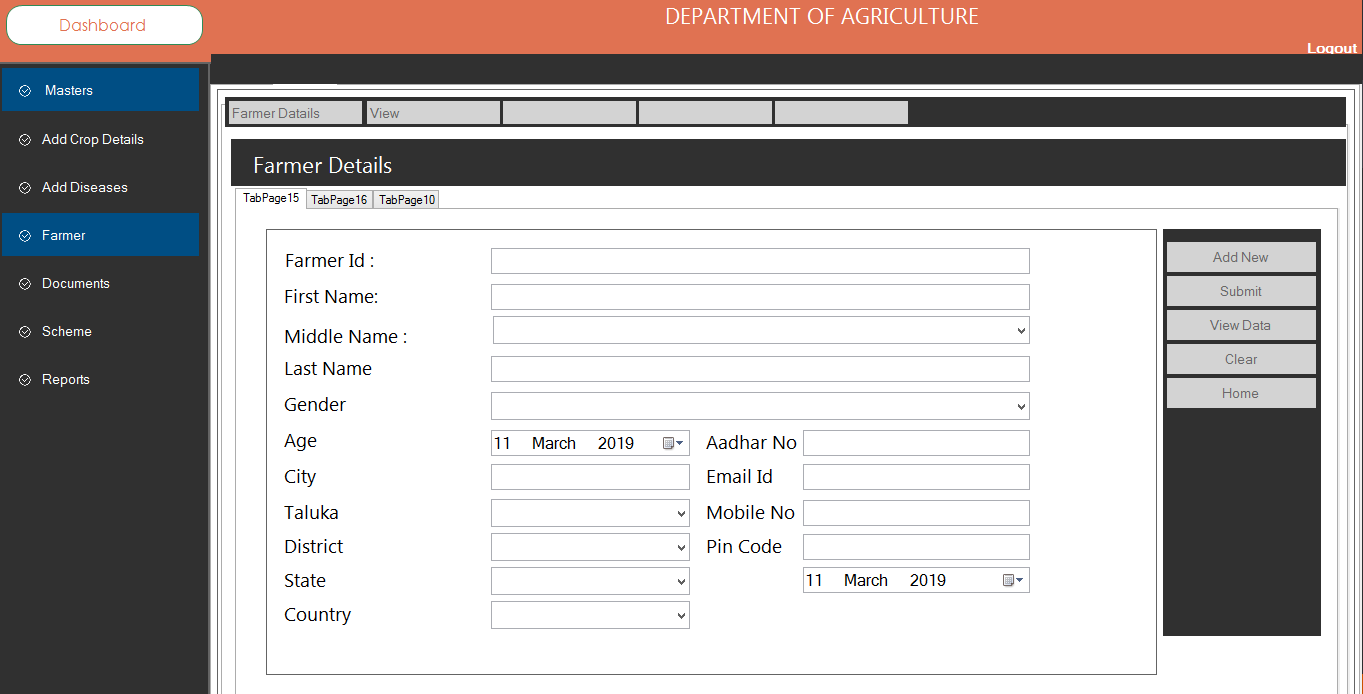 Dashboard
DEPARTMENT OF AGRICULTURE
Logout
Masters
Add Crop Details
Add Diseases
Farmer
Documents
Scheme
Reports
Farmer Datails View
Farmer Details
TabPage15 TabPage16 TabPage10
Farmer Id :
First Name:
Middle Name :
Last Name
Gender
Age 11 March 2019 Aadhar No
City Email Id
Taluka Mobile No
District Pin Code
State 11 March 2019
Country
Add New
Submit
View Data
Clear
Home